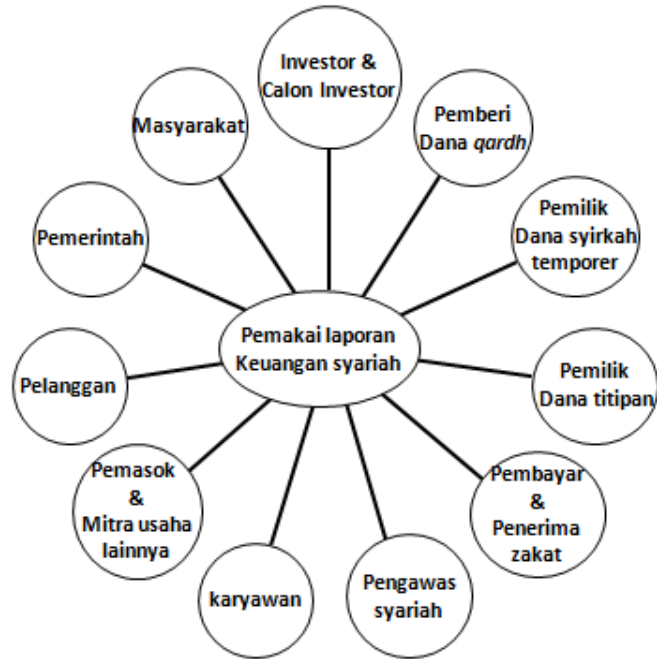 Investor &
Calon Investor
Pemberi
Dana qardh
Pemilik
Dana syirkah
temporer
Pemilik
Dana titipan
Pembayar
&
Penerima
zakat
Pengawas
syariah
karyawan
Pemasok
&
Mitra usaha
lainnya
Pelanggan
Pemerintah
Masyarakat
Pemakai laporan
Keuangan syariah